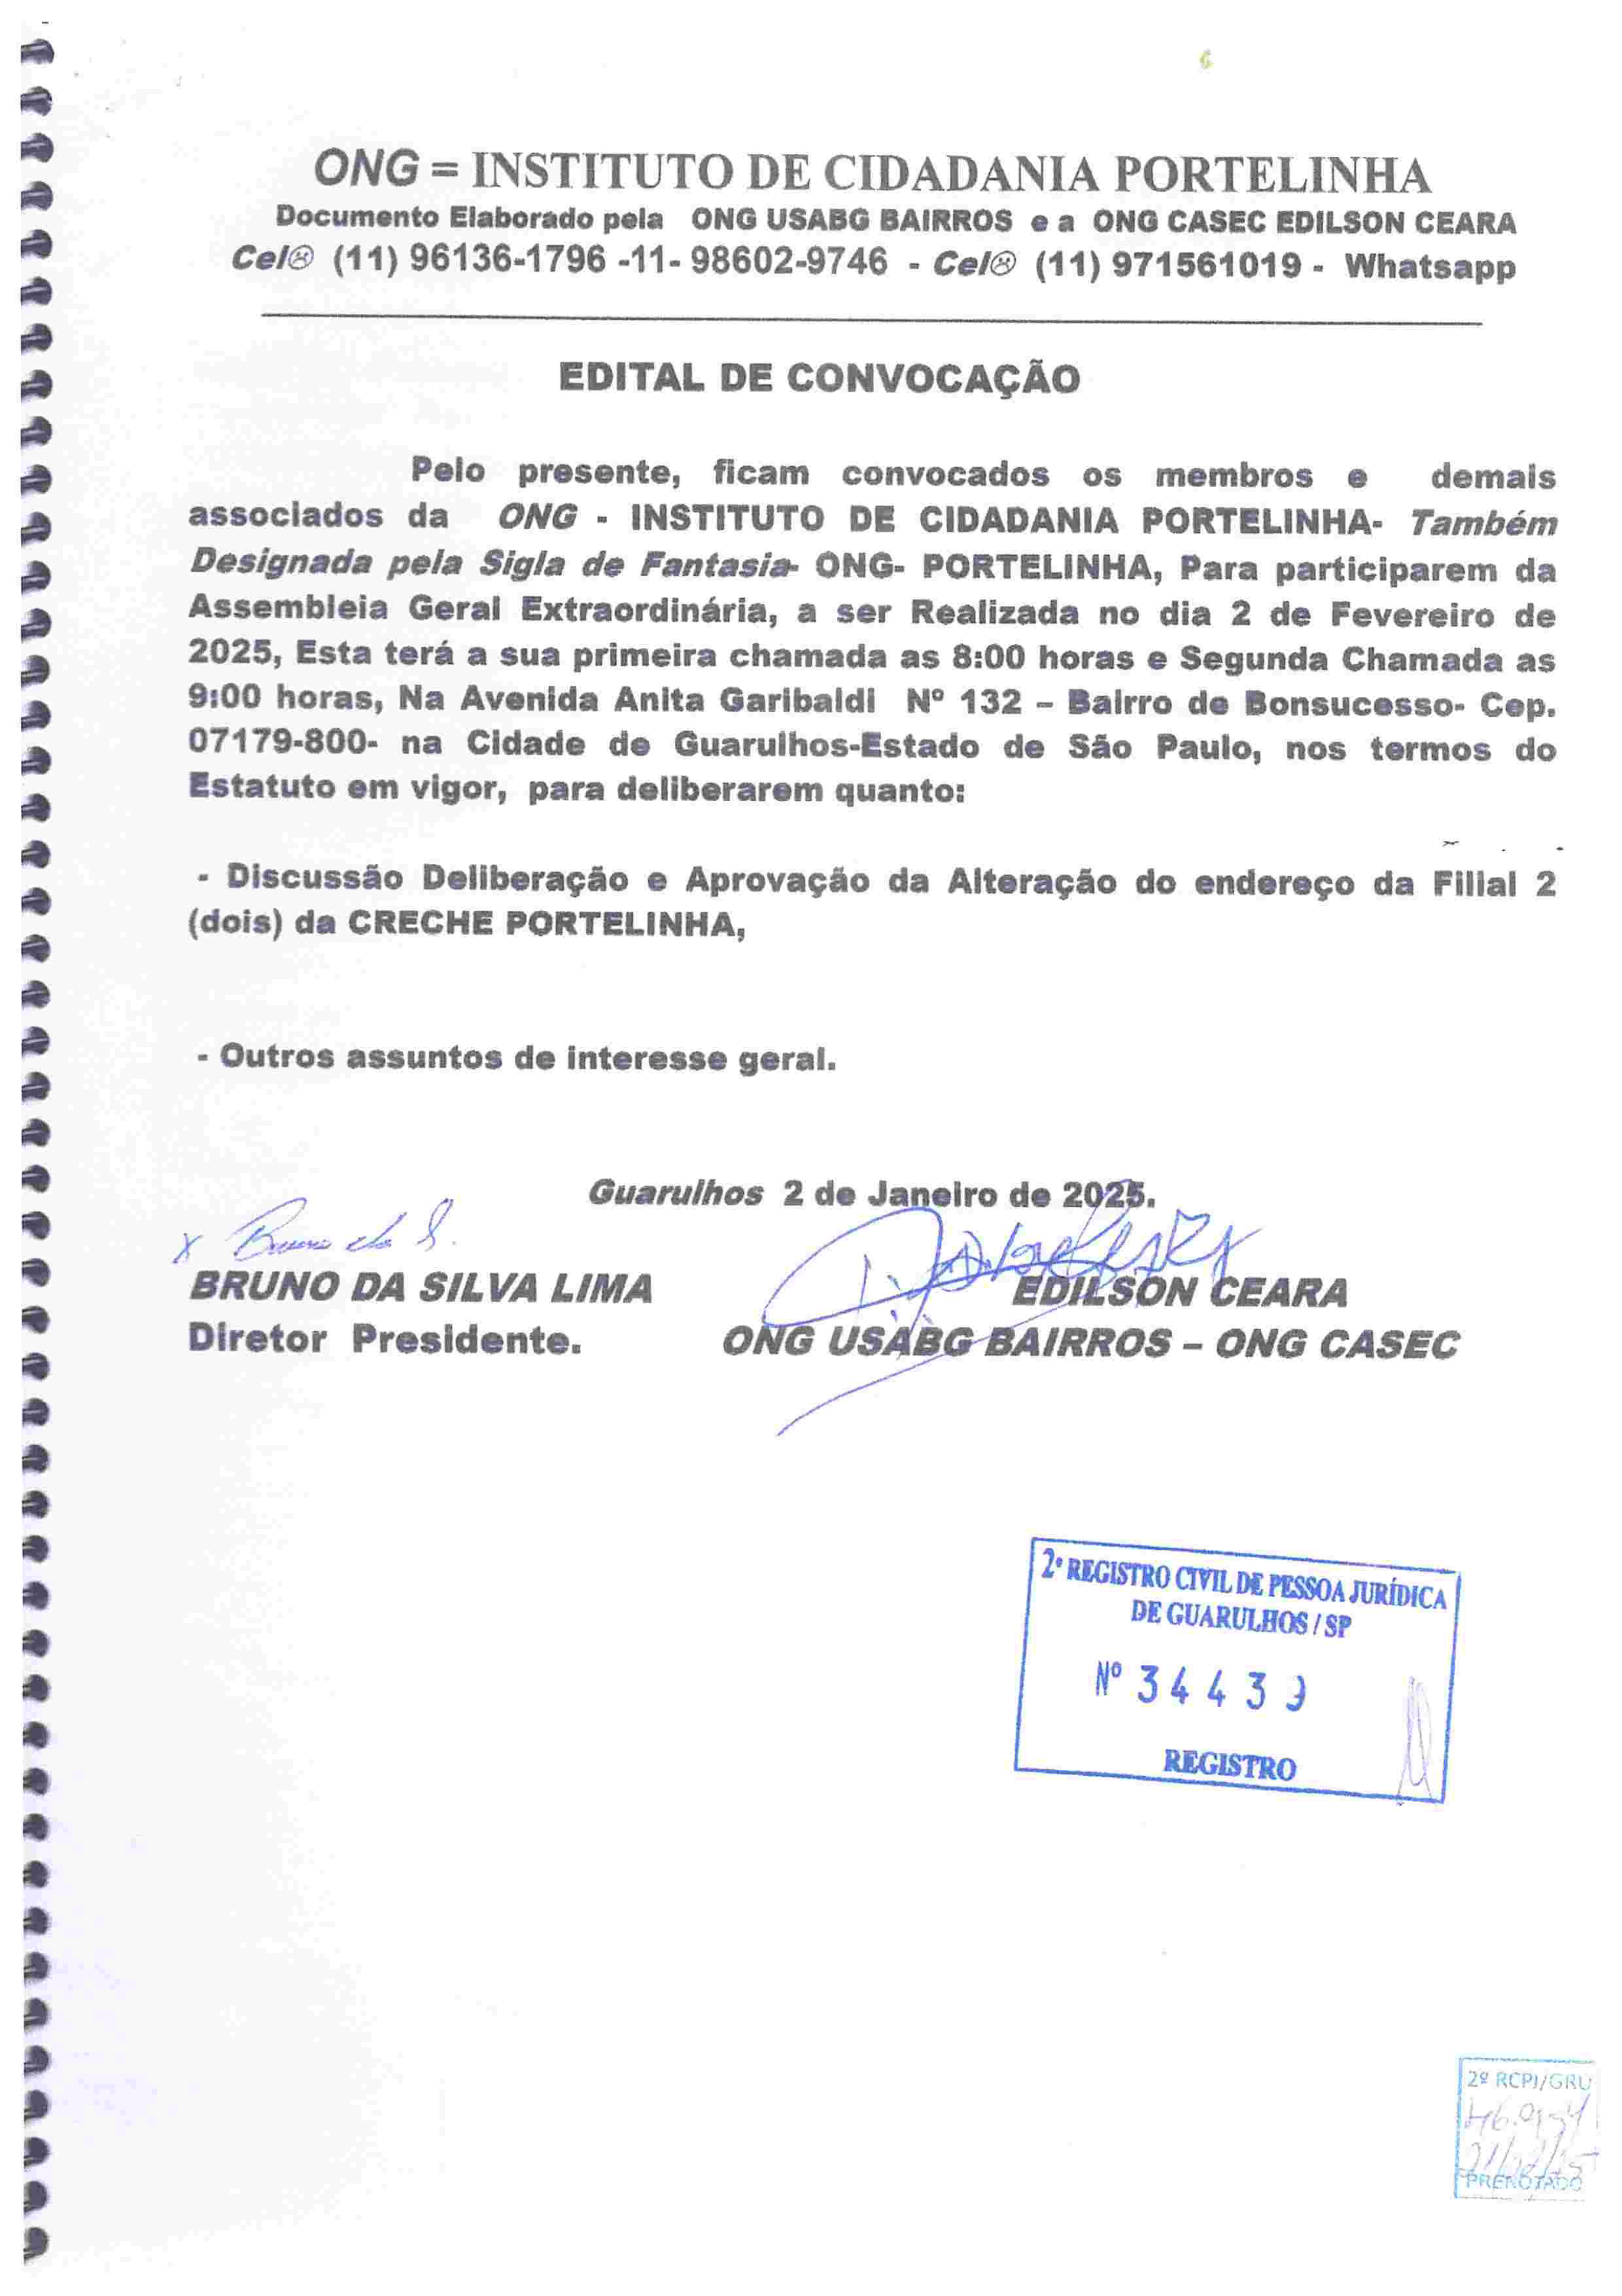 ONG = INSTITUTO DE CIDADANIA PORTELINHA
Documento Elaborado pela ONG USABG BAIRROS e a ONG CASEC EDILSON CEARA
Cel (11) 96136-1796 -11- 98602-9746 - Cel (11) 971561019 - Whatsapp
EDITAL DE CONVOCAÇÃO
Pelo presente, ficam convocados os membros e demais
associados da ONG - INSTITUTO DE CIDADANIA PORTELINHA- Também
Designada pela Sigla de Fantasia- ONG- PORTELINHA, Para participarem da
Assembleia Geral Extraordinária, a ser Realizada no dia 2 de Fevereiro de
2025, Esta terá a sua primeira chamada as 8:00 horas e Segunda Chamada as
9:00 horas, Na Avenida Anita Garibaldi Nº 132 – Bairro de Bonsucesso- Cep.
07179-800- na Cidade de Guarulhos-Estado de São Paulo, nos termos do
Estatuto em vigor, para deliberarem quanto:
- Discussão Deliberação e Aprovação da Alteração do endereço da Filial 2
(dois) da CRECHE PORTELINHA,
- Outros assuntos de interesse geral.
Guarulhos 2 de Janeiro de 2025.
x Bruno da S.
BRUNO DA SILVA LIMA
EDILSON CEARA
Diretor Presidente.
ONG USABG BAIRROS – ONG CASEC
2º REGISTRO CIVIL DE PESSOA JURÍDICA
DE GUARULHOS / SP
Nº 34439
REGISTRO
2º RCPJ/GRU
PRENOTADO